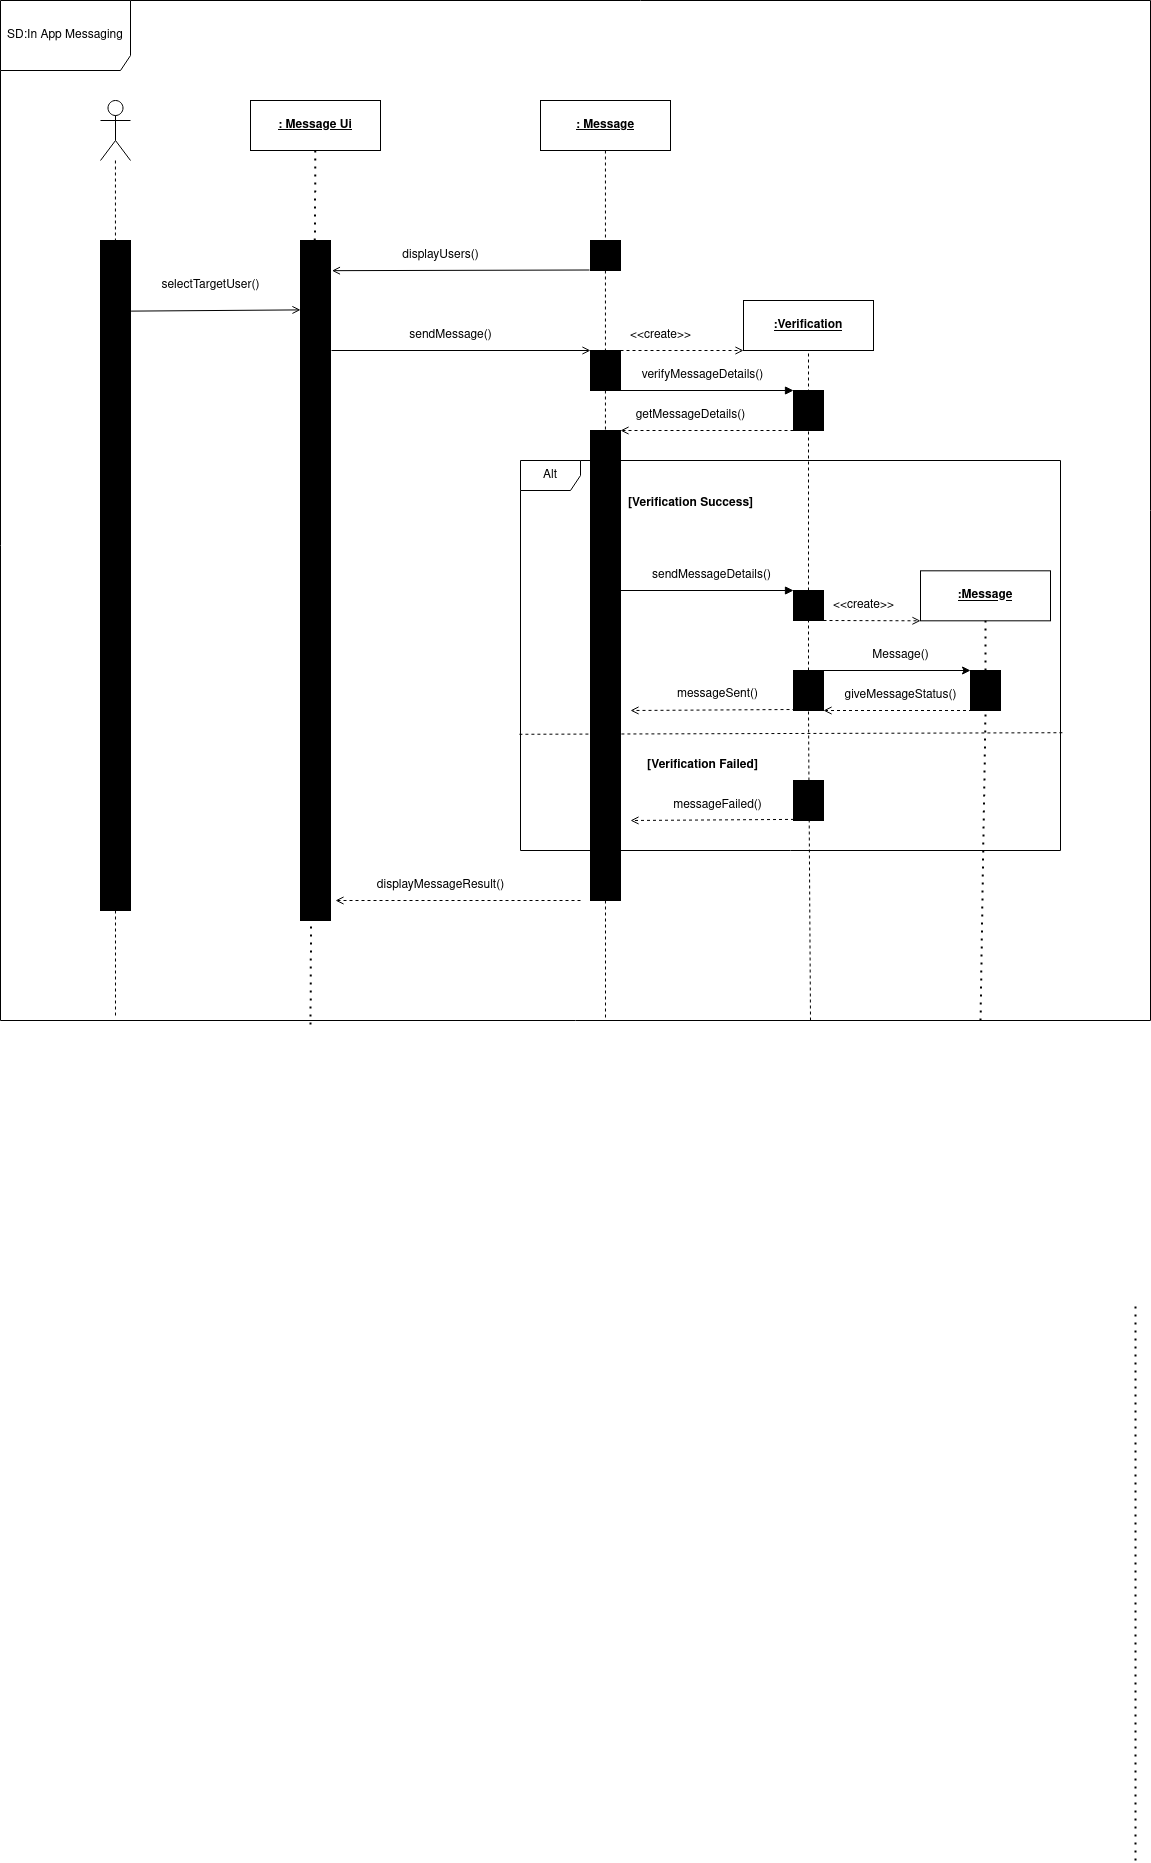 SD:In App Messaging
: Message Ui
: Message
displayUsers()
selectTargetUser()
:Verification
sendMessage()
<<create>>
verifyMessageDetails()
getMessageDetails()
Alt
[Verification Success]
sendMessageDetails()
:Message
<<create>>
Message()
messageSent()
giveMessageStatus()
[Verification Failed]
messageFailed()
displayMessageResult()